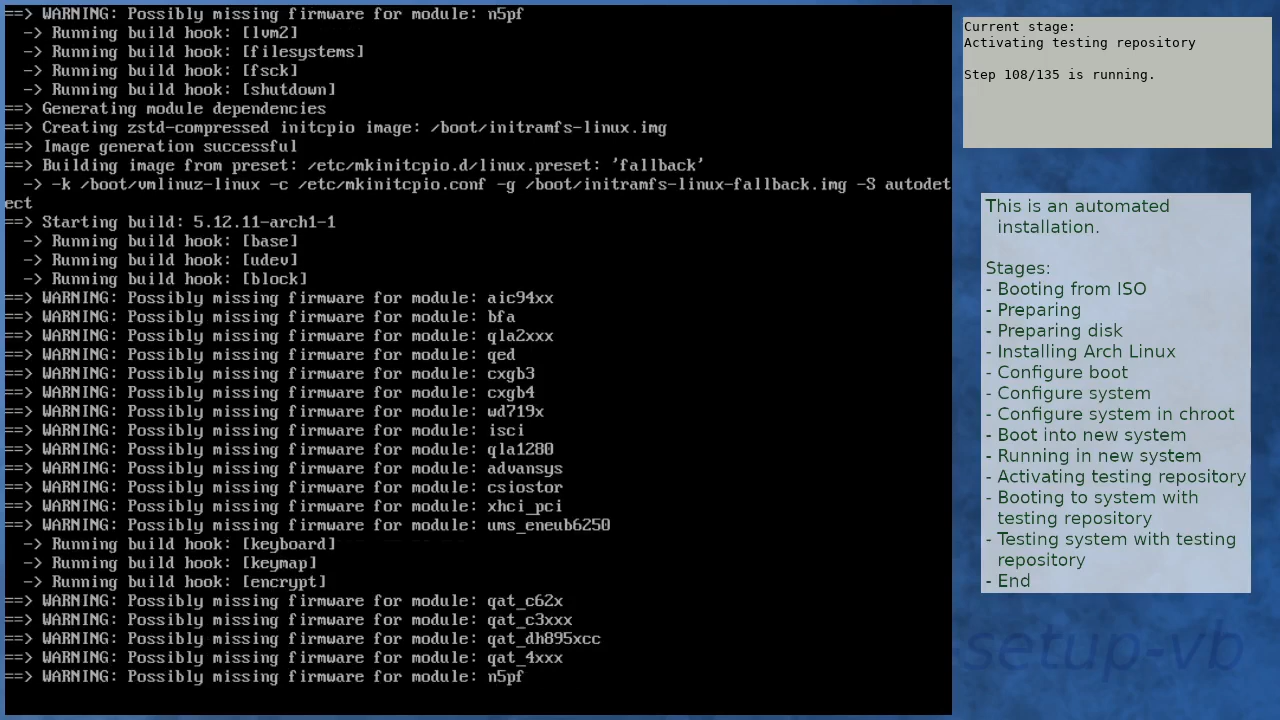 ==> WARNING: Possibly missing firmware for module: n5pf
  -> Running build hook: [lvm2]
  -> Running build hook: [filesystems]
  -> Running build hook: [fsck]
  -> Running build hook: [shutdown]
==> Generating module dependencies
==> Creating zstd-compressed initcpio image: /boot/initramfs-linux.img
==> Image generation successful
==> Building image from preset: /etc/mkinitcpio.d/linux.preset: 'fallback'
  -> -k /boot/vmlinuz-linux -c /etc/mkinitcpio.conf -g /boot/initramfs-linux-fallback.img -S autodet
ect
==> Starting build: 5.12.11-arch1-1
  -> Running build hook: [base]
  -> Running build hook: [udev]
  -> Running build hook: [block]
==> WARNING: Possibly missing firmware for module: aic94xx
==> WARNING: Possibly missing firmware for module: bfa
==> WARNING: Possibly missing firmware for module: qla2xxx
==> WARNING: Possibly missing firmware for module: qed
==> WARNING: Possibly missing firmware for module: cxgb3
==> WARNING: Possibly missing firmware for module: cxgb4
==> WARNING: Possibly missing firmware for module: wd719x
==> WARNING: Possibly missing firmware for module: isci
==> WARNING: Possibly missing firmware for module: qla1280
==> WARNING: Possibly missing firmware for module: advansys
==> WARNING: Possibly missing firmware for module: csiostor
==> WARNING: Possibly missing firmware for module: xhci_pci
==> WARNING: Possibly missing firmware for module: ums_eneub6250
  -> Running build hook: [keyboard]
  -> Running build hook: [keymap]
  -> Running build hook: [encrypt]
==> WARNING: Possibly missing firmware for module: qat_c62x
==> WARNING: Possibly missing firmware for module: qat_c3xxx
==> WARNING: Possibly missing firmware for module: qat_dh895xcc
==> WARNING: Possibly missing firmware for module: qat_4xxx
==> WARNING: Possibly missing firmware for module: n5pf
Current stage:
Activating testing repository
Step 108/135 is running.
This is an automated
installation.
Stages:
- Booting from ISO
- Preparing
- Preparing disk
- Installing Arch Linux
- Configure boot
- Configure system
- Configure system in chroot
- Boot into new system
- Running in new system
- Activating testing repository
- Booting to system with
testing repository
- Testing system with testing
repository
- End
setup-vb